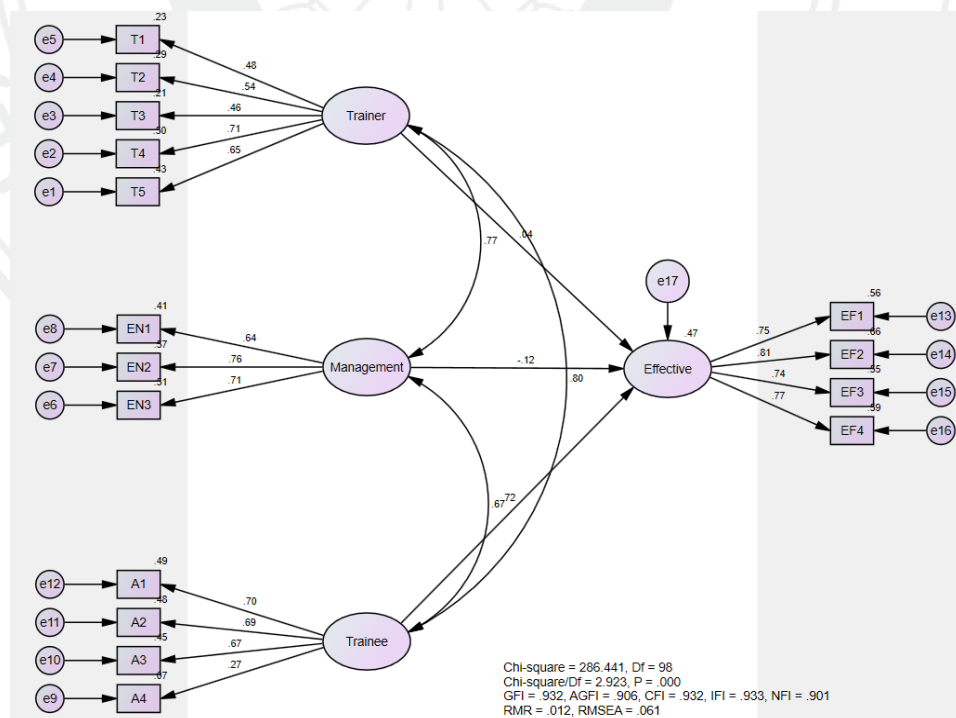 .23
e5 T1
.48
.29
e4 T2
.54
.21
e3 T3
.46
Trainer
.50
e2 T4
.71
.43
e1 T5
.65
.77
.04
e17
.41
e8 EN1
.64
.57
e7 EN2
.76
.51
e6 EN3
.71
Management
-.12
.80
.47
Effective
.56
.75
EF1 e13
.66
.81
EF2 e14
.55
.74
EF3 e15
.59
.77
EF4 e16
.67
.72
.49
e12 A1
.70
.48
e11 A2
.69
.45
e10 A3
.67
Trainee
.07
e9 A4
.27
Chi-square = 286.441, Df = 98
Chi-square/Df = 2.923, P = .000
GFI = .932, AGFI = .906, CFI = .932, IFI = .933, NFI = .901
RMR = .012, RMSEA = .061